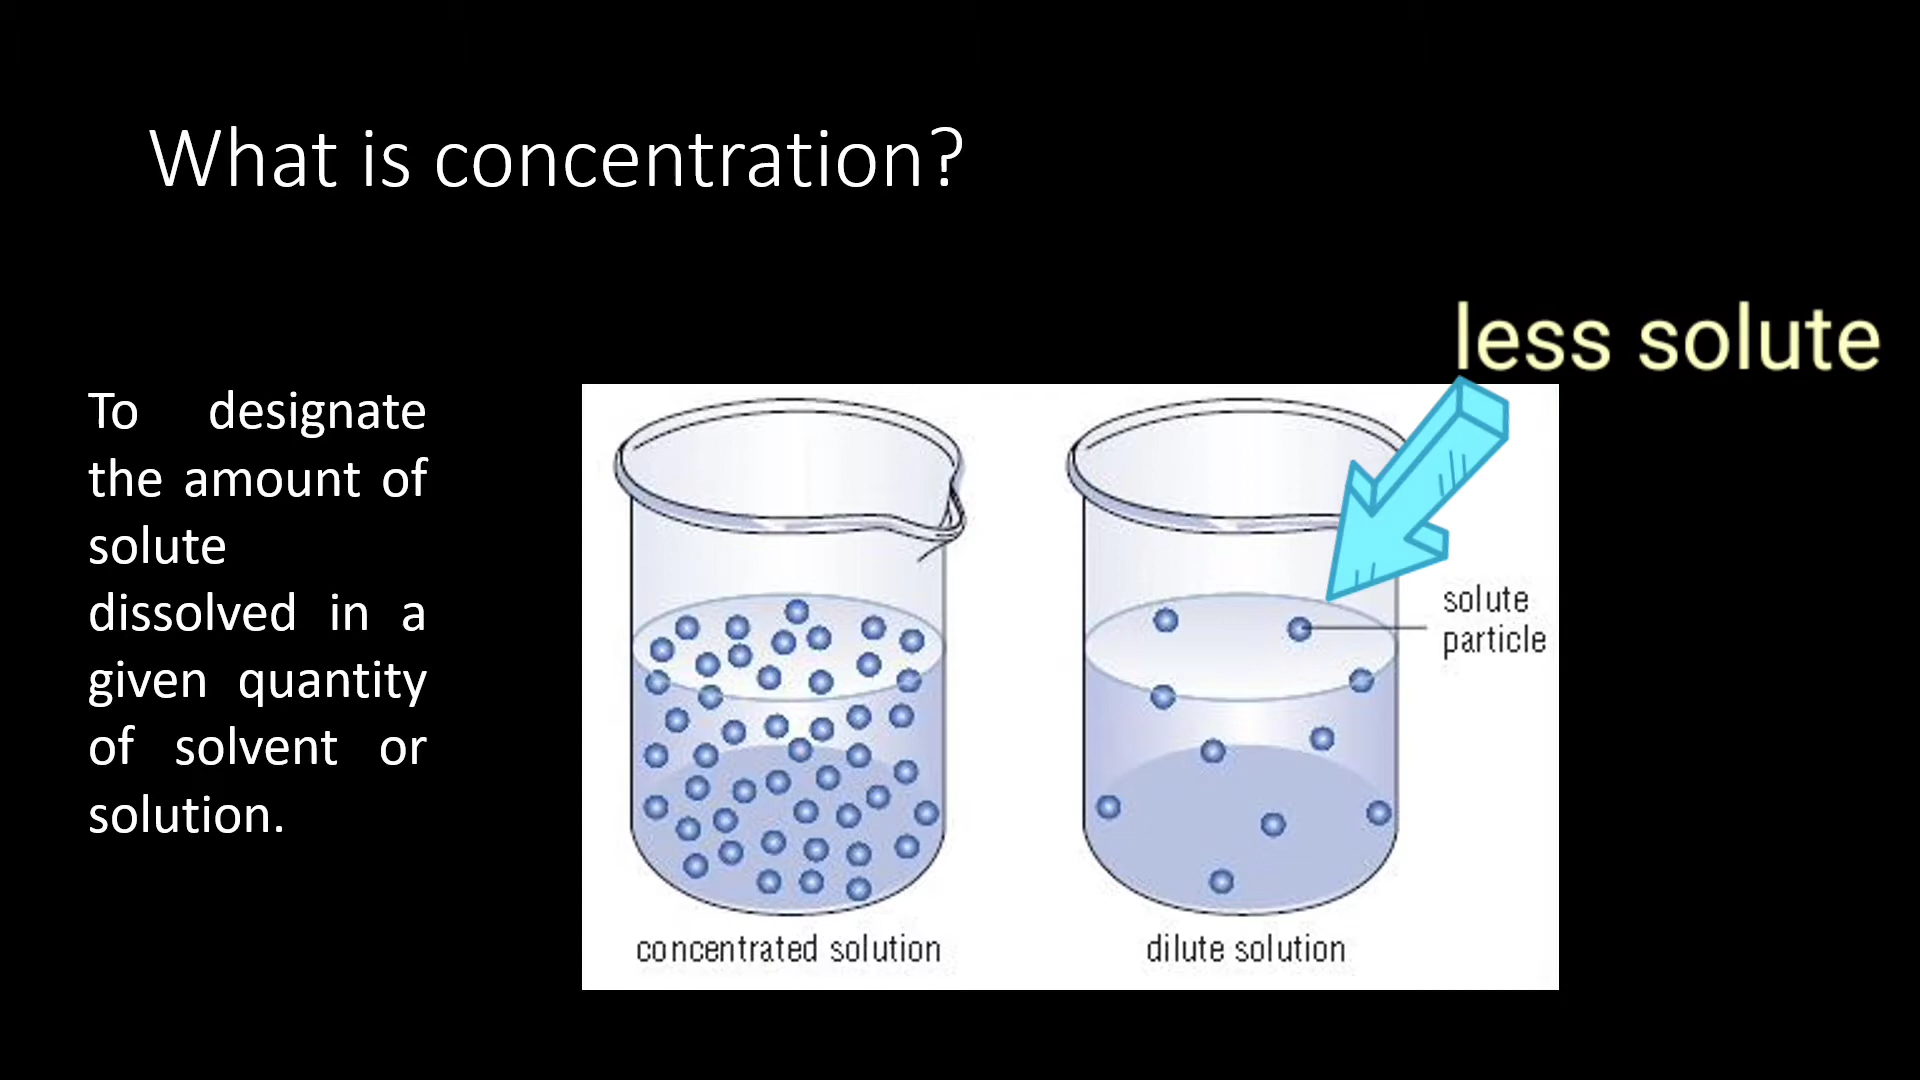 What is concentration?
less solute
To designate
the amount of
solute
dissolved in a
given quantity
of solvent or
solution.
solute
particle
concentrated solution
dilute solution